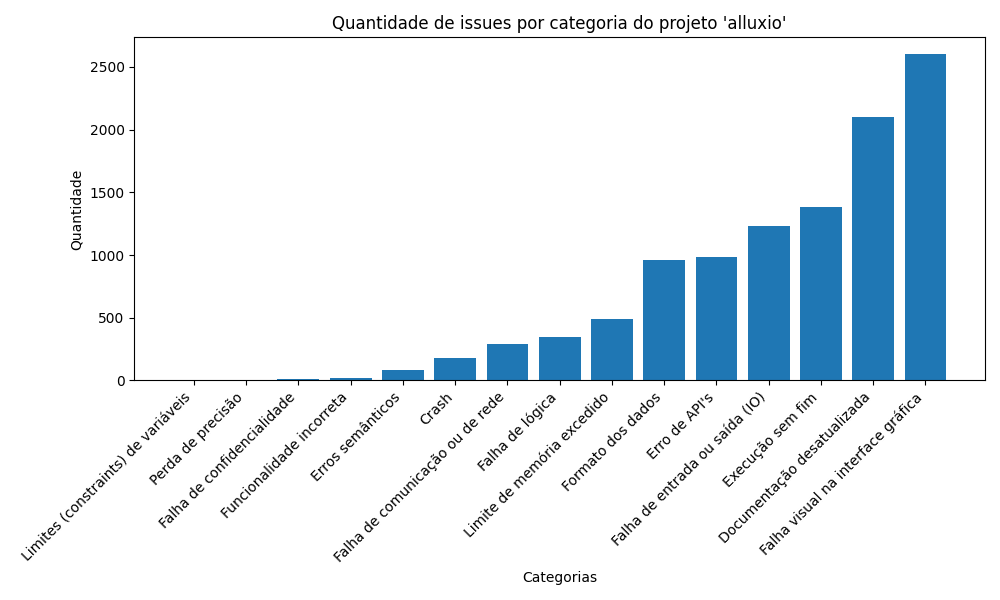 Quantidade de issues por categoria do projeto 'alluxio'
Quantidade
2500
2000
1500
1000
500
0
Limites (constraints) de variáveis
Perda de precisão
Falha de confidencialidade
Funcionalidade incorreta
Erros semânticos
Crash
Falha de comunicação ou de rede
Falha de lógica
Limite de memória excedido
Formato dos dados
Erro de API's
Falha de entrada ou saída (IO)
Execução sem fim
Documentação desatualizada
Falha visual na interface gráfica
Categorias